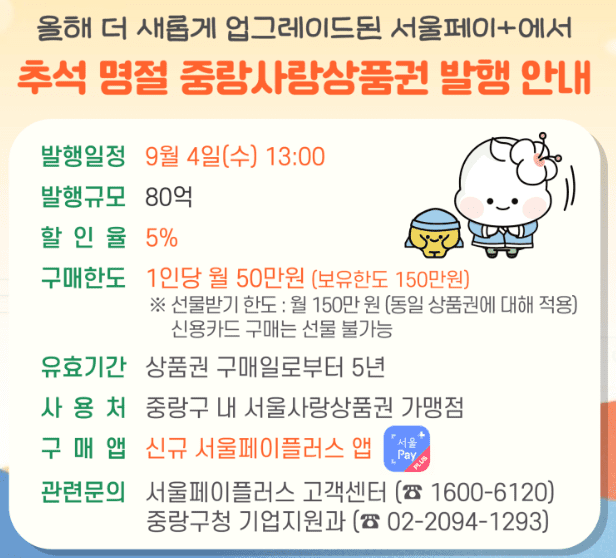 올해 더 새롭게 업그레이드된 서울페이+에서
추석 명절 중랑사랑상품권 발행 안내
발행일정 9월 4일(수) 13:00
발행규모 80억
할 인 율 5%
구매한도 1인당 월 50만원 (보유한도 150만원)
※ 선물받기 한도 : 월 150만 원 (동일 상품권에 대해 적용)
신용카드 구매는 선물 불가능
유효기간 상품권 구매일로부터 5년
사 용 처 중랑구 내 서울사랑상품권 가맹점
구 매 앱 신규 서울페이플러스 앱 서울 Pay PLUS
관련문의 서울페이플러스 고객센터 (☎ 1600-6120)
중랑구청 기업지원과 (☎ 02-2094-1293)